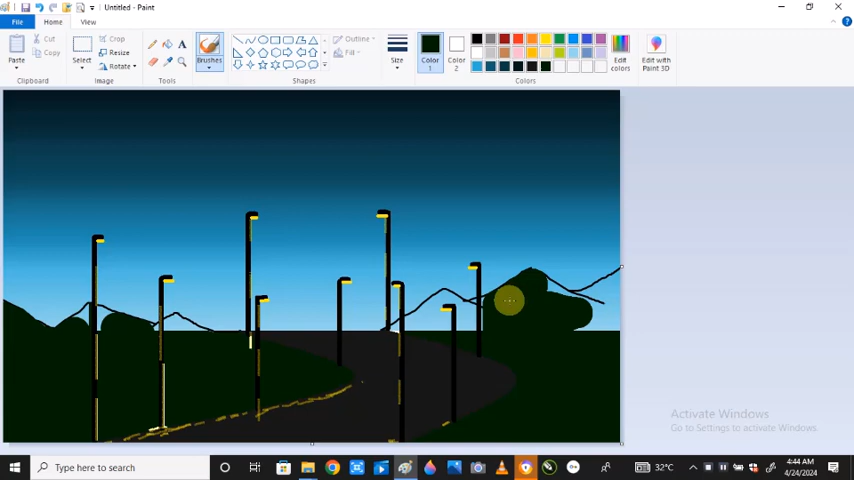 Untitled - Paint
File Home View
Paste
Cut
Copy
Clipboard
Select
Crop
Resize
Rotate
Image
Tools
Brushes
Outline
Fill
Shapes
Size
Color
1
Color
2
Edit
colors
Colors
Edit with
Paint 3D
Activate Windows
Go to Settings to activate Windows.
Type here to search
32°C
4:44 AM
4/24/2024